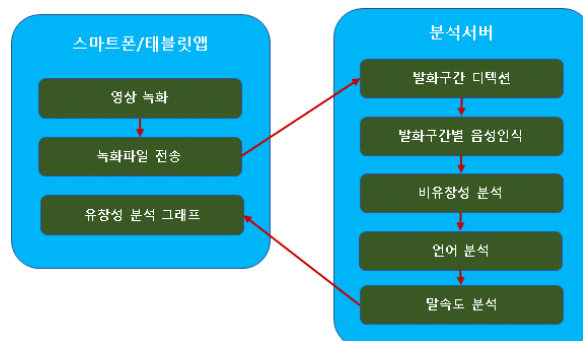 스마트폰/태블릿앱
영상 녹화
녹화파일 전송
유창성 분석 그래프
분석서버
발화구간 디텍션
발화구간별 음성인식
비유창성 분석
언어 분석
말속도 분석